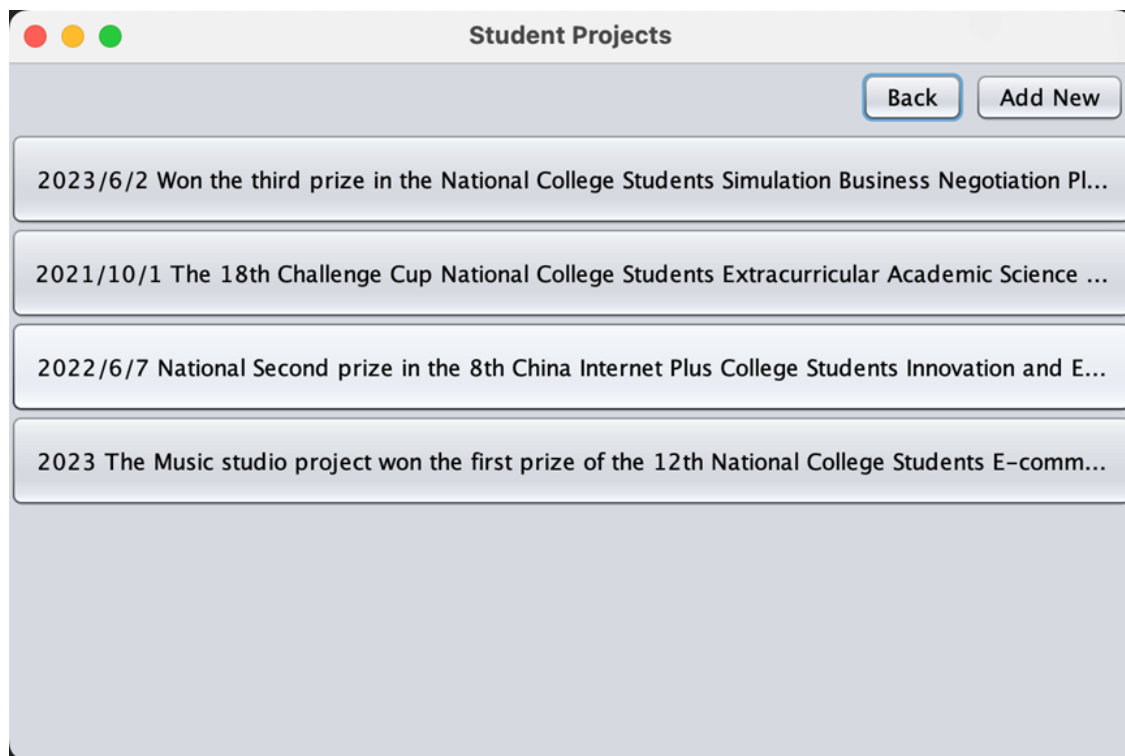 Student Projects
Back Add New
2023/6/2 Won the third prize in the National College Students Simulation Business Negotiation Pl...
2021/10/1 The 18th Challenge Cup National College Students Extracurricular Academic Science ...
2022/6/7 National Second prize in the 8th China Internet Plus College Students Innovation and E...
2023 The Music studio project won the first prize of the 12th National College Students E-comm...